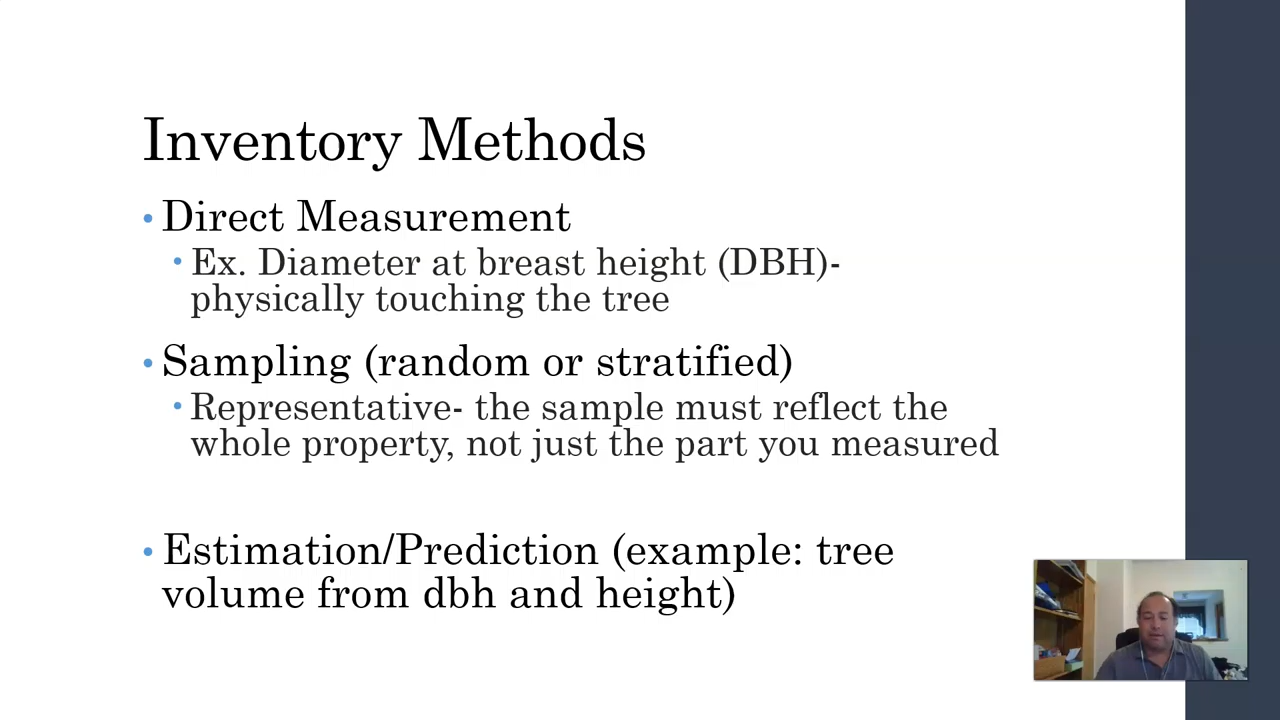 Inventory Methods
• Direct Measurement
• Ex. Diameter at breast height (DBH)-
physically touching the tree
• Sampling (random or stratified)
• Representative- the sample must reflect the
whole property, not just the part you measured
• Estimation/Prediction (example: tree
volume from dbh and height)